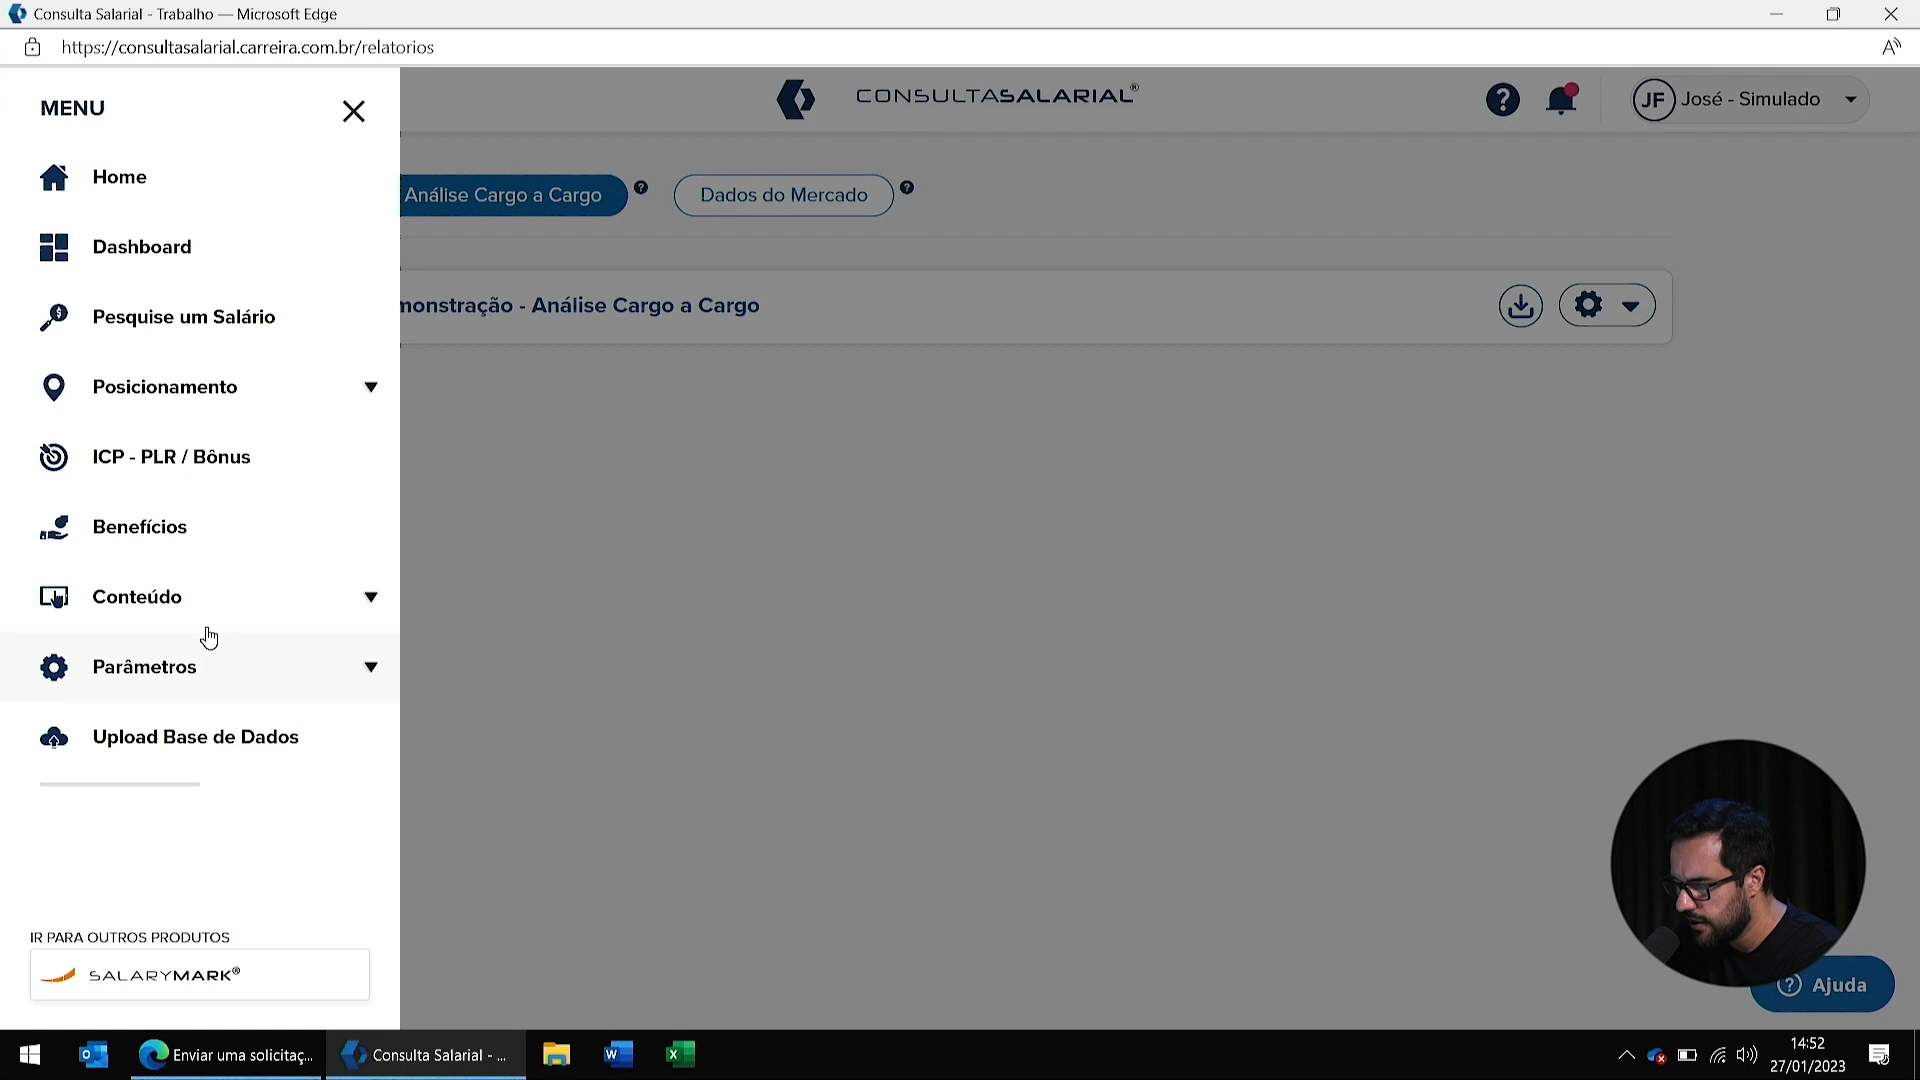 Consulta Salarial - Trabalho — Microsoft Edge
https://consultasalarial.carreira.com.br/relatorios
MENU
CONSULTASALARIAL®
JF José - Simulado
Home
Análise Cargo a Cargo
Dados do Mercado
Dashboard
monstração - Análise Cargo a Cargo
Pesquise um Salário
Posicionamento
ICP - PLR / Bônus
Benefícios
Conteúdo
Parâmetros
Upload Base de Dados
IR PARA OUTROS PRODUTOS
SALARYMARK®
Ajuda
Enviar uma solicitaç...
Consulta Salarial - ...
14:52
27/01/2023